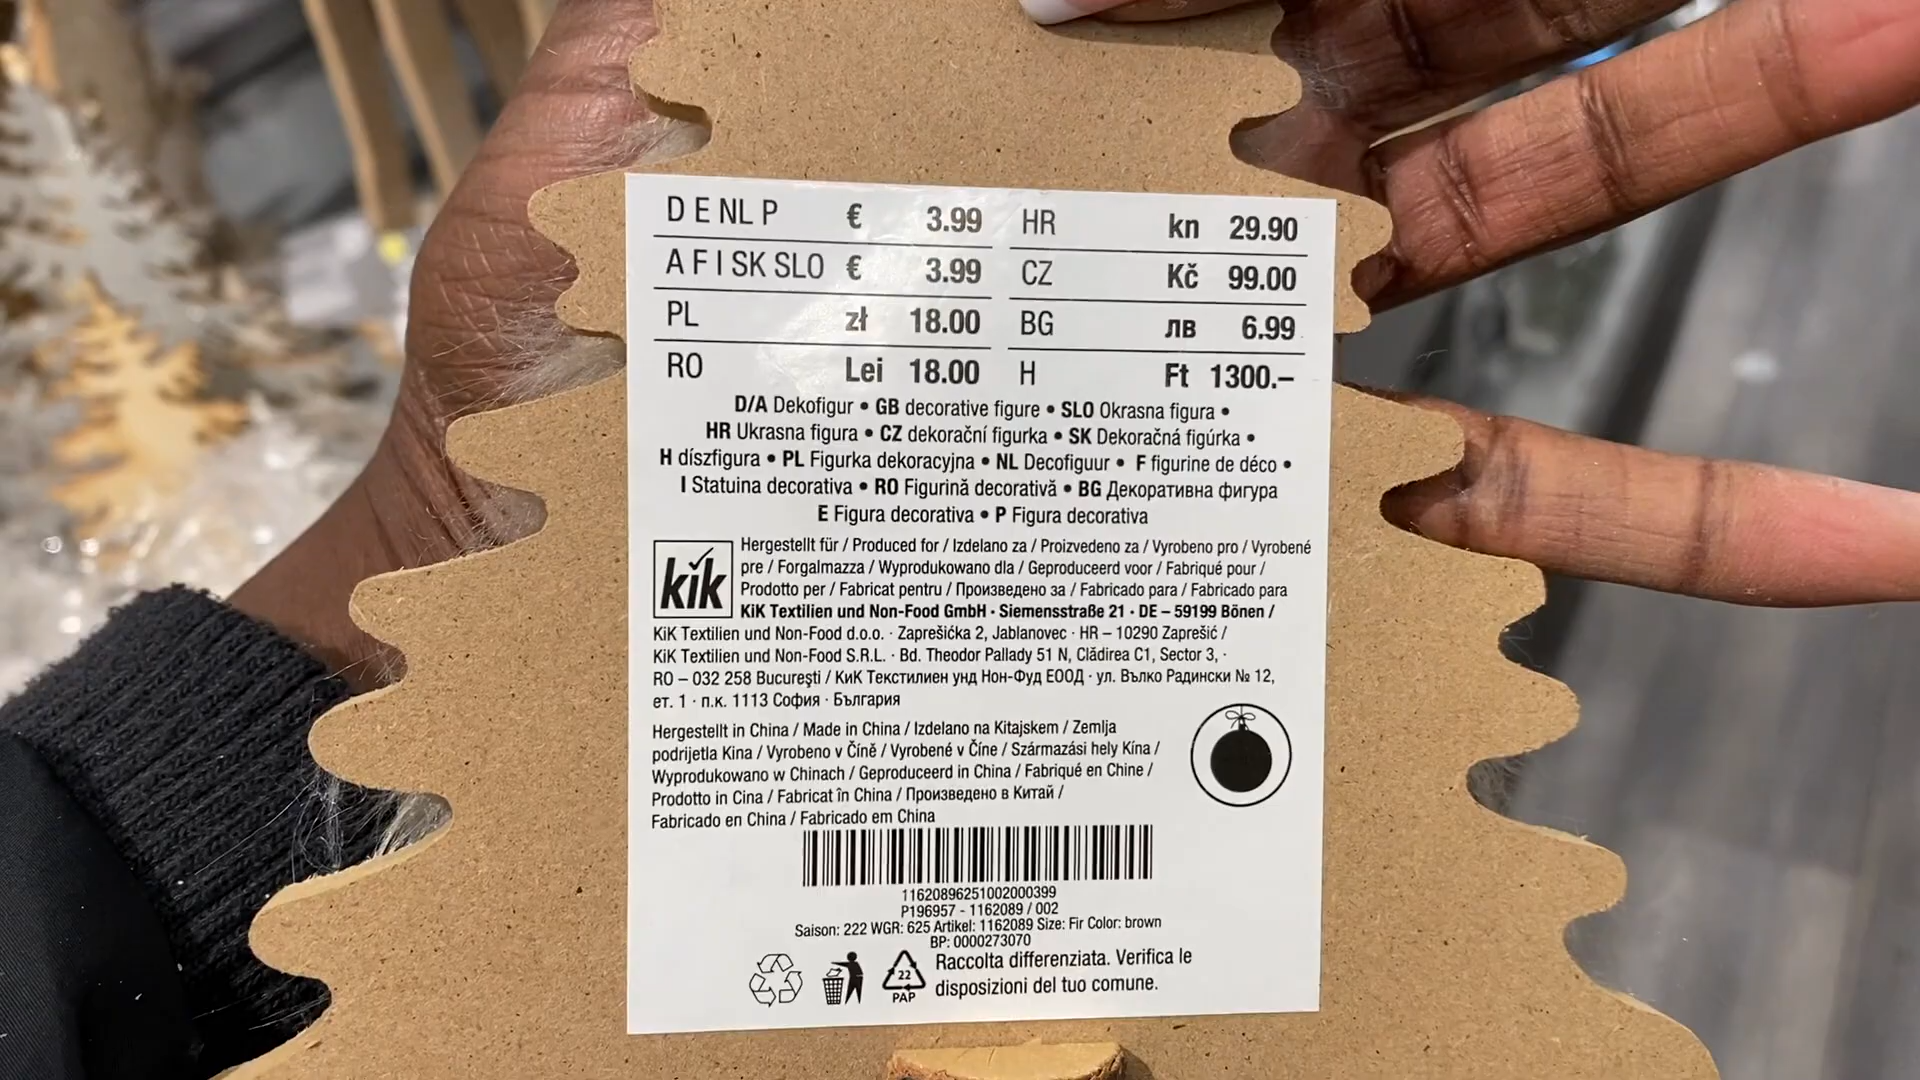 D E NL P € 3.99 HR kn 29.90
A F I SK SLO € 3.99 CZ Kč 99.00
PL zł 18.00 BG лв 6.99
RO Lei 18.00 H Ft 1300.–
D/A Dekofigur • GB decorative figure • SLO Okrasna figura •
HR Ukrasna figura • CZ dekorační figurka • SK Dekoračná figúrka •
H díszfigura • PL Figurka dekoracyjna • NL Decofiguur • F figurine de déco •
I Statuina decorativa • RO Figurină decorativă • BG Декоративна фигура
E Figura decorativa • P Figura decorativa
kik
Hergestellt für / Produced for / Izdelano za / Proizvedeno za / Vyrobeno pro / Vyrobené
pre / Forgalmazza / Wyprodukowano dla / Geproduceerd voor / Fabriqué pour /
Prodotto per / Fabricat pentru / Произведено за / Fabricado para / Fabricado para
KiK Textilien und Non-Food GmbH · Siemensstraße 21 · DE – 59199 Bönen /
KiK Textilien und Non-Food d.o.o. · Zaprešićka 2, Jablanovec · HR – 10290 Zaprešić /
KiK Textilien und Non-Food S.R.L. · Bd. Theodor Pallady 51 N, Clădirea C1, Sector 3, ·
RO – 032 258 Bucureşti / КиК Текстилиен унд Нон-Фуд ЕООД · ул. Вълко Радински № 12,
ет. 1 · п.к. 1113 София · България
Hergestellt in China / Made in China / Izdelano na Kitajskem / Zemlja
podrijetla Kina / Vyrobeno v Číně / Vyrobené v Číne / Származási hely Kína /
Wyprodukowano w Chinach / Geproduceerd in China / Fabriqué en Chine /
Prodotto in Cina / Fabricat în China / Произведено в Китай /
Fabricado en China / Fabricado em China
11620896251002000399
P196957 - 1162089 / 002
Saison: 222 WGR: 625 Artikel: 1162089 Size: Fir Color: brown
BP: 0000273070
22
PAP
Raccolta differenziata. Verifica le
disposizioni del tuo comune.